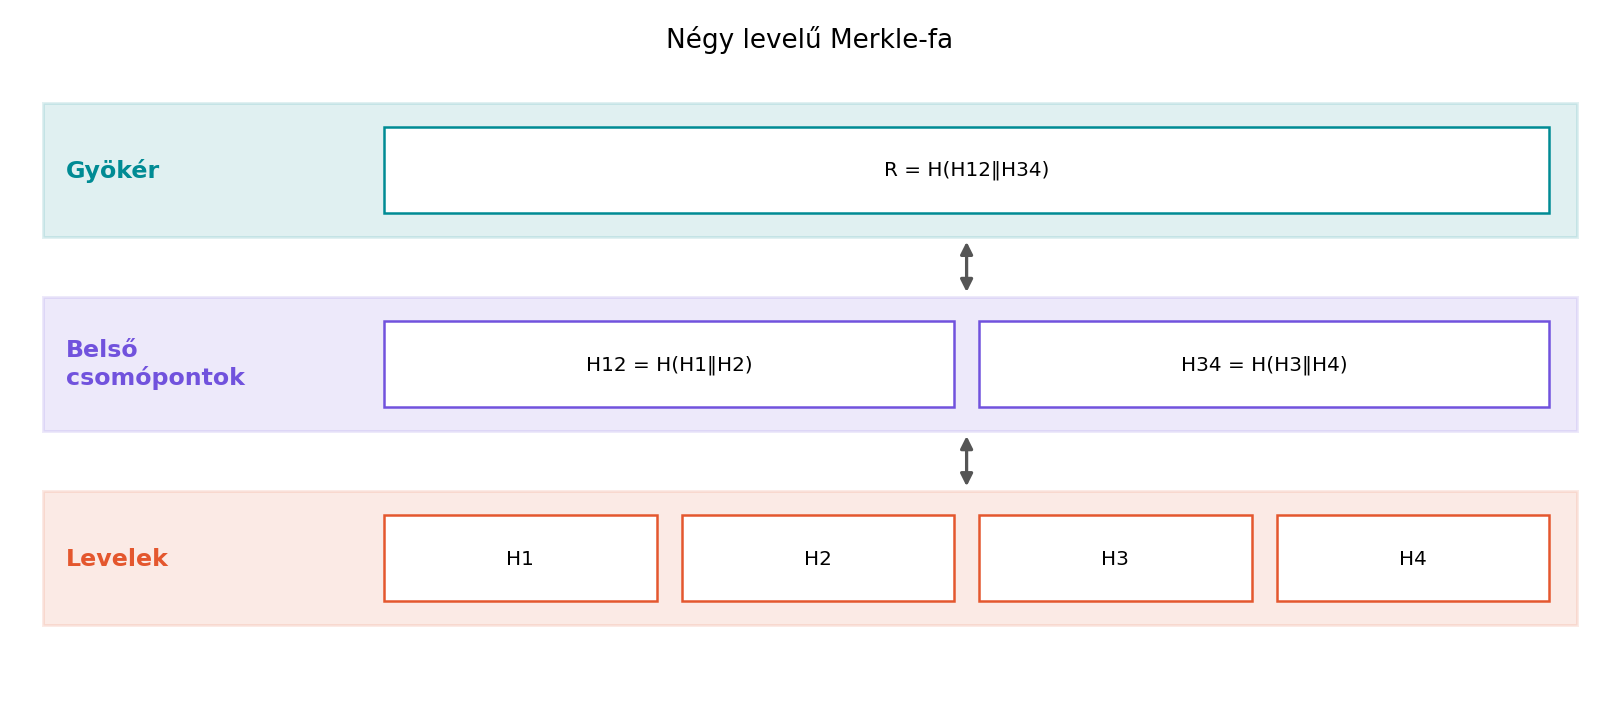 Négy levelű Merkle-fa
Gyökér
R = H(H12‖H34)
Belső
csomópontok
H12 = H(H1‖H2)
H34 = H(H3‖H4)
Levelek
H1
H2
H3
H4